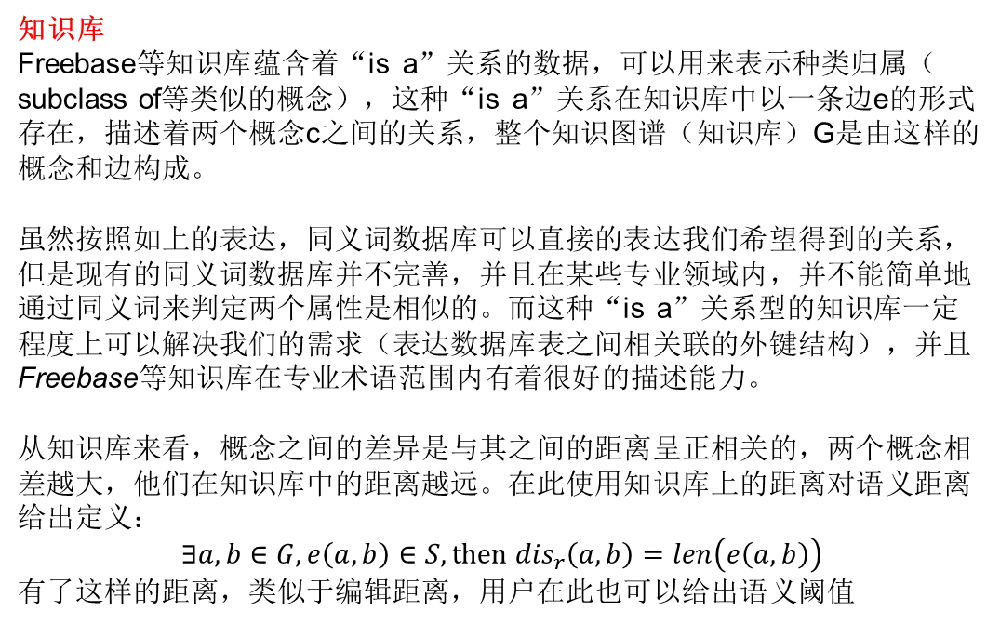 知识库
Freebase等知识库蕴含着“is a”关系的数据，可以用来表示种类归属（
subclass of等类似的概念），这种“is a”关系在知识库中以一条边e的形式
存在，描述着两个概念c之间的关系，整个知识图谱（知识库）G是由这样的
概念和边构成。
虽然按照如上的表达，同义词数据库可以直接的表达我们希望得到的关系，
但是现有的同义词数据库并不完善，并且在某些专业领域内，并不能简单地
通过同义词来判定两个属性是相似的。而这种“is a”关系型的知识库一定
程度上可以解决我们的需求（表达数据库表之间相关联的外键结构），并且
Freebase等知识库在专业术语范围内有着很好的描述能力。
从知识库来看，概念之间的差异是与其之间的距离呈正相关的，两个概念相
差越大，他们在知识库中的距离越远。在此使用知识库上的距离对语义距离
给出定义：
∃a, b ∈ G, e(a, b) ∈ S, then disᵣ(a, b) = len(e(a, b))
有了这样的距离，类似于编辑距离，用户在此也可以给出语义阈值